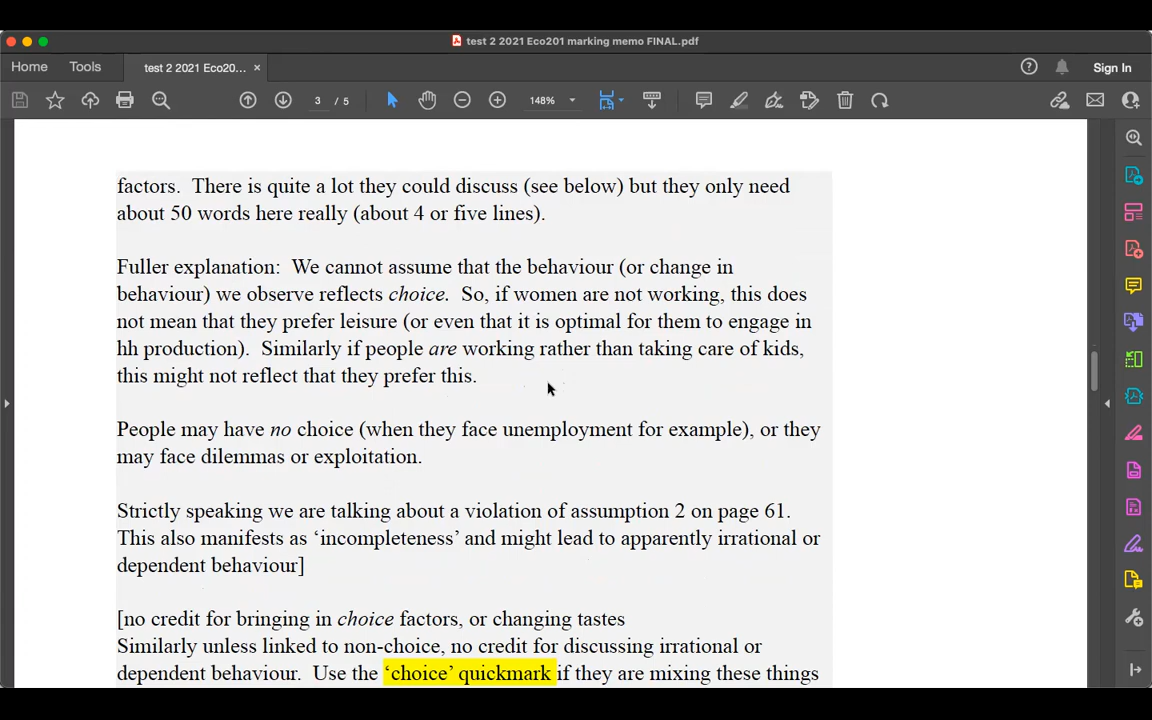 test 2 2021 Eco201 marking memo FINAL.pdf
Home Tools test 2 2021 Eco20... × Sign In
3 / 5 148%
factors. There is quite a lot they could discuss (see below) but they only need
about 50 words here really (about 4 or five lines).
Fuller explanation: We cannot assume that the behaviour (or change in
behaviour) we observe reflects choice. So, if women are not working, this does
not mean that they prefer leisure (or even that it is optimal for them to engage in
hh production). Similarly if people are working rather than taking care of kids,
this might not reflect that they prefer this.
People may have no choice (when they face unemployment for example), or they
may face dilemmas or exploitation.
Strictly speaking we are talking about a violation of assumption 2 on page 61.
This also manifests as ‘incompleteness’ and might lead to apparently irrational or
dependent behaviour]
[no credit for bringing in choice factors, or changing tastes
Similarly unless linked to non-choice, no credit for discussing irrational or
dependent behaviour. Use the ‘choice’ quickmark if they are mixing these things